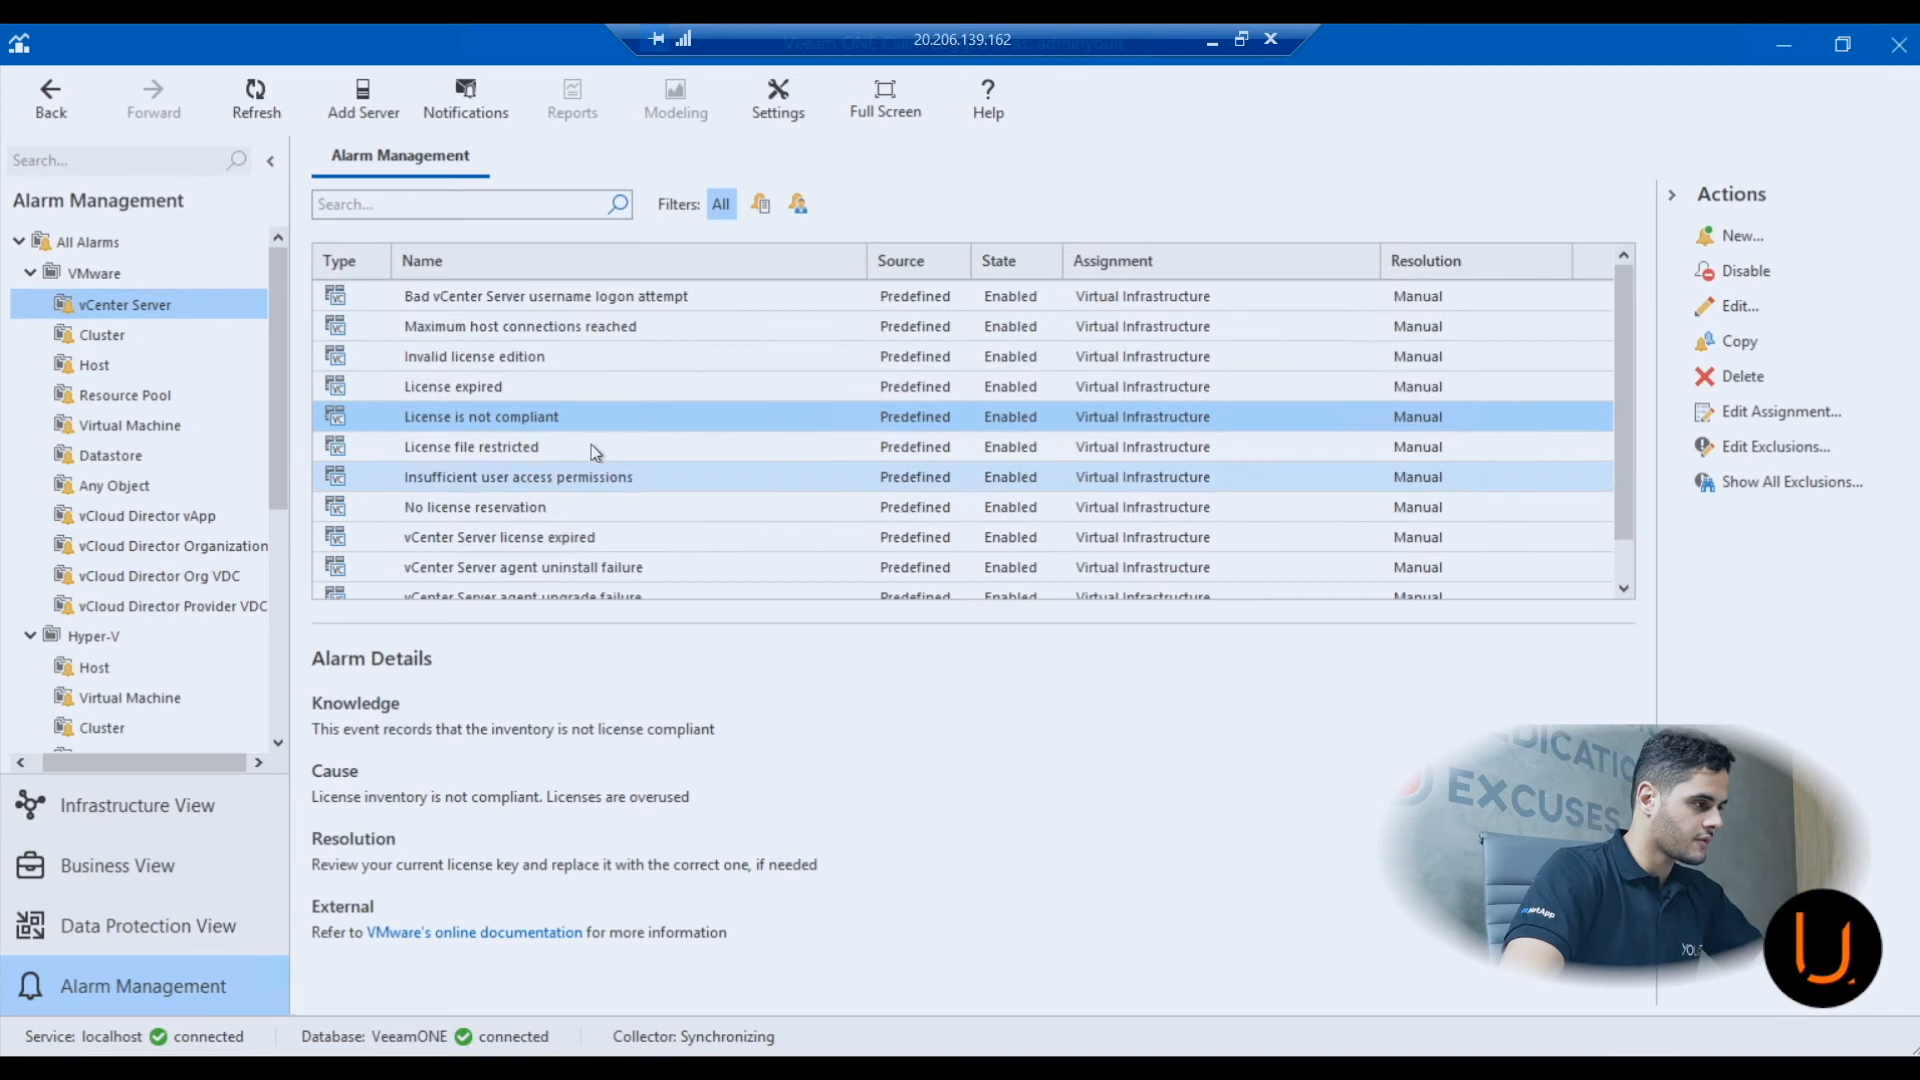 20.206.139.162
Back
Forward
Refresh
Add Server
Notifications
Reports
Modeling
Settings
Full Screen
Help
Search...
Alarm Management
All Alarms
VMware
vCenter Server
Cluster
Host
Resource Pool
Virtual Machine
Datastore
Any Object
vCloud Director vApp
vCloud Director Organization
vCloud Director Org VDC
vCloud Director Provider VDC
Hyper-V
Host
Virtual Machine
Cluster
Infrastructure View
Business View
Data Protection View
Alarm Management
Alarm Management
Search...
Filters: All
Type Name Source State Assignment Resolution
Bad vCenter Server username logon attempt Predefined Enabled Virtual Infrastructure Manual
Maximum host connections reached Predefined Enabled Virtual Infrastructure Manual
Invalid license edition Predefined Enabled Virtual Infrastructure Manual
License expired Predefined Enabled Virtual Infrastructure Manual
License is not compliant Predefined Enabled Virtual Infrastructure Manual
License file restricted Predefined Enabled Virtual Infrastructure Manual
Insufficient user access permissions Predefined Enabled Virtual Infrastructure Manual
No license reservation Predefined Enabled Virtual Infrastructure Manual
vCenter Server license expired Predefined Enabled Virtual Infrastructure Manual
vCenter Server agent uninstall failure Predefined Enabled Virtual Infrastructure Manual
vCenter Server agent upgrade failure Predefined Enabled Virtual Infrastructure Manual
Alarm Details
Knowledge
This event records that the inventory is not license compliant
Cause
License inventory is not compliant. Licenses are overused
Resolution
Review your current license key and replace it with the correct one, if needed
External
Refer to VMware's online documentation for more information
Actions
New...
Disable
Edit...
Copy
Delete
Edit Assignment...
Edit Exclusions...
Show All Exclusions...
EXCUSES
U
Service: localhost connected
Database: VeeamONE connected
Collector: Synchronizing